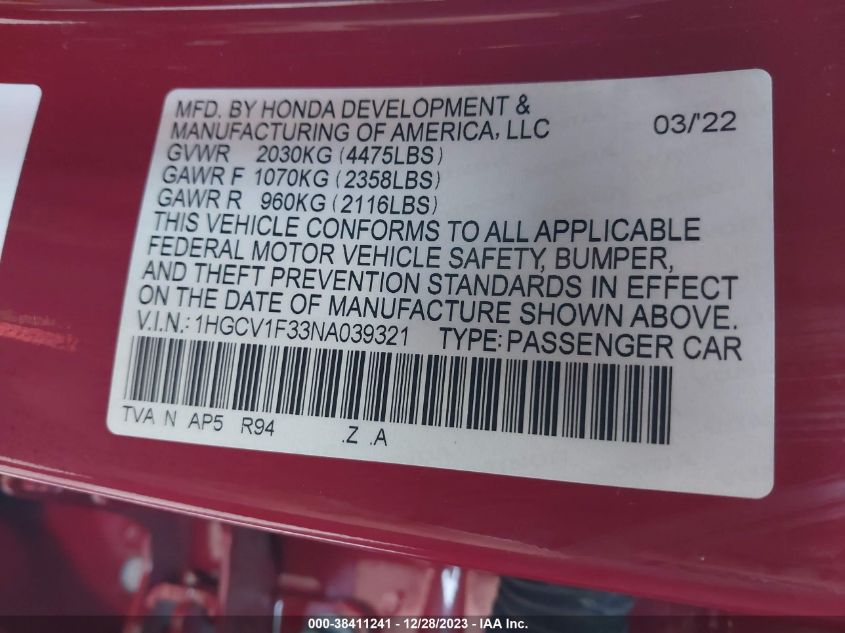 MFD. BY HONDA DEVELOPMENT &
MANUFACTURING OF AMERICA, LLC 03/'22
GVWR 2030KG (4475LBS)
GAWR F 1070KG (2358LBS)
GAWR R 960KG (2116LBS)
THIS VEHICLE CONFORMS TO ALL APPLICABLE
FEDERAL MOTOR VEHICLE SAFETY, BUMPER,
AND THEFT PREVENTION STANDARDS IN EFFECT
ON THE DATE OF MANUFACTURE SHOWN ABOVE.
V.I.N.: 1HGCV1F33NA039321 TYPE: PASSENGER CAR
TVA N AP5 R94 .Z .A
000-38411241 - 12/28/2023 - IAA Inc.